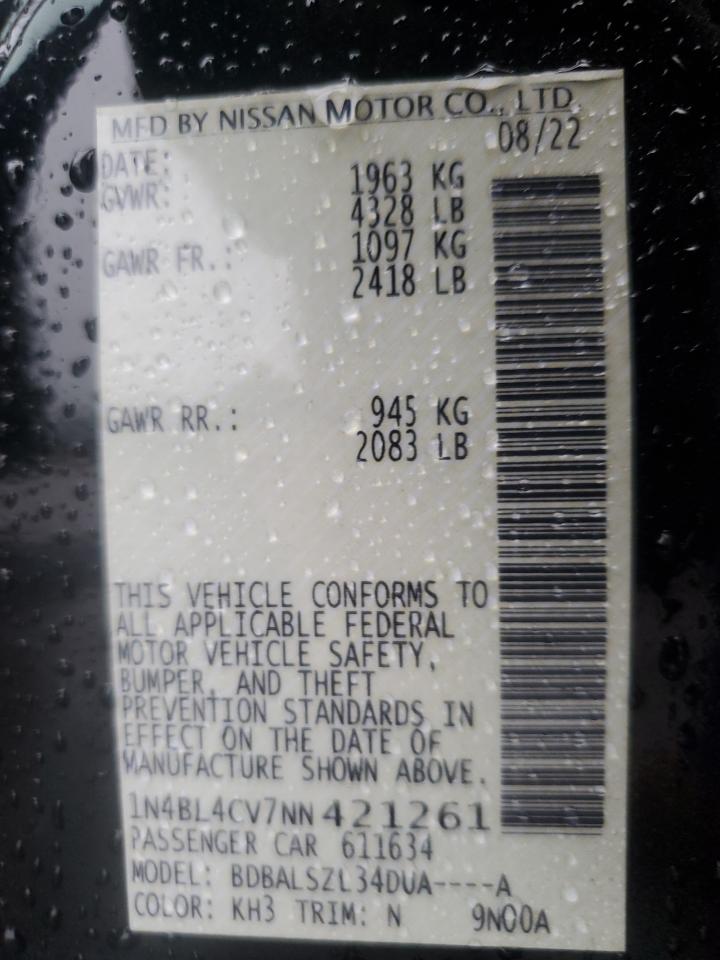 MFD BY NISSAN MOTOR CO., LTD.
DATE: 08/22
GVWR: 1963 KG
4328 LB
GAWR FR.: 1097 KG
2418 LB
GAWR RR.: 945 KG
2083 LB
THIS VEHICLE CONFORMS TO
ALL APPLICABLE FEDERAL
MOTOR VEHICLE SAFETY,
BUMPER, AND THEFT
PREVENTION STANDARDS IN
EFFECT ON THE DATE OF
MANUFACTURE SHOWN ABOVE.
1N4BL4CV7NN421261
PASSENGER CAR 611634
MODEL: BDBALSZL34DUA----A
COLOR: KH3 TRIM: N 9N00A